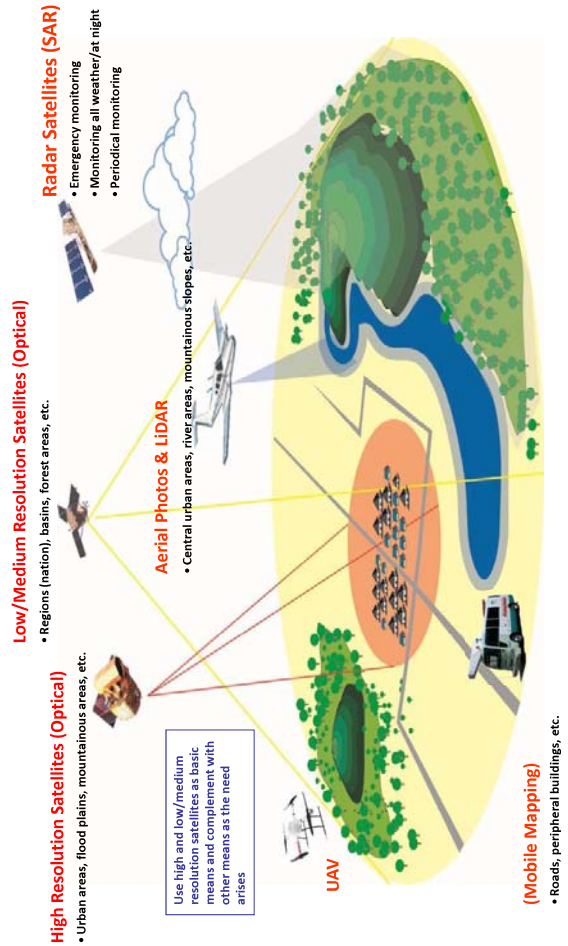 Low/Medium Resolution Satellites (Optical)
• Regions (nation), basins, forest areas, etc.
High Resolution Satellites (Optical)
• Urban areas, flood plains, mountainous areas, etc.
Radar Satellites (SAR)
• Emergency monitoring
• Monitoring all weather/at night
• Periodical monitoring
Aerial Photos & LiDAR
• Central urban areas, river areas, mountainous slopes, etc.
Use high and low/medium
resolution satellites as basic
means and complement with
other means as the need
arises
UAV
(Mobile Mapping)
• Roads, peripheral buildings, etc.